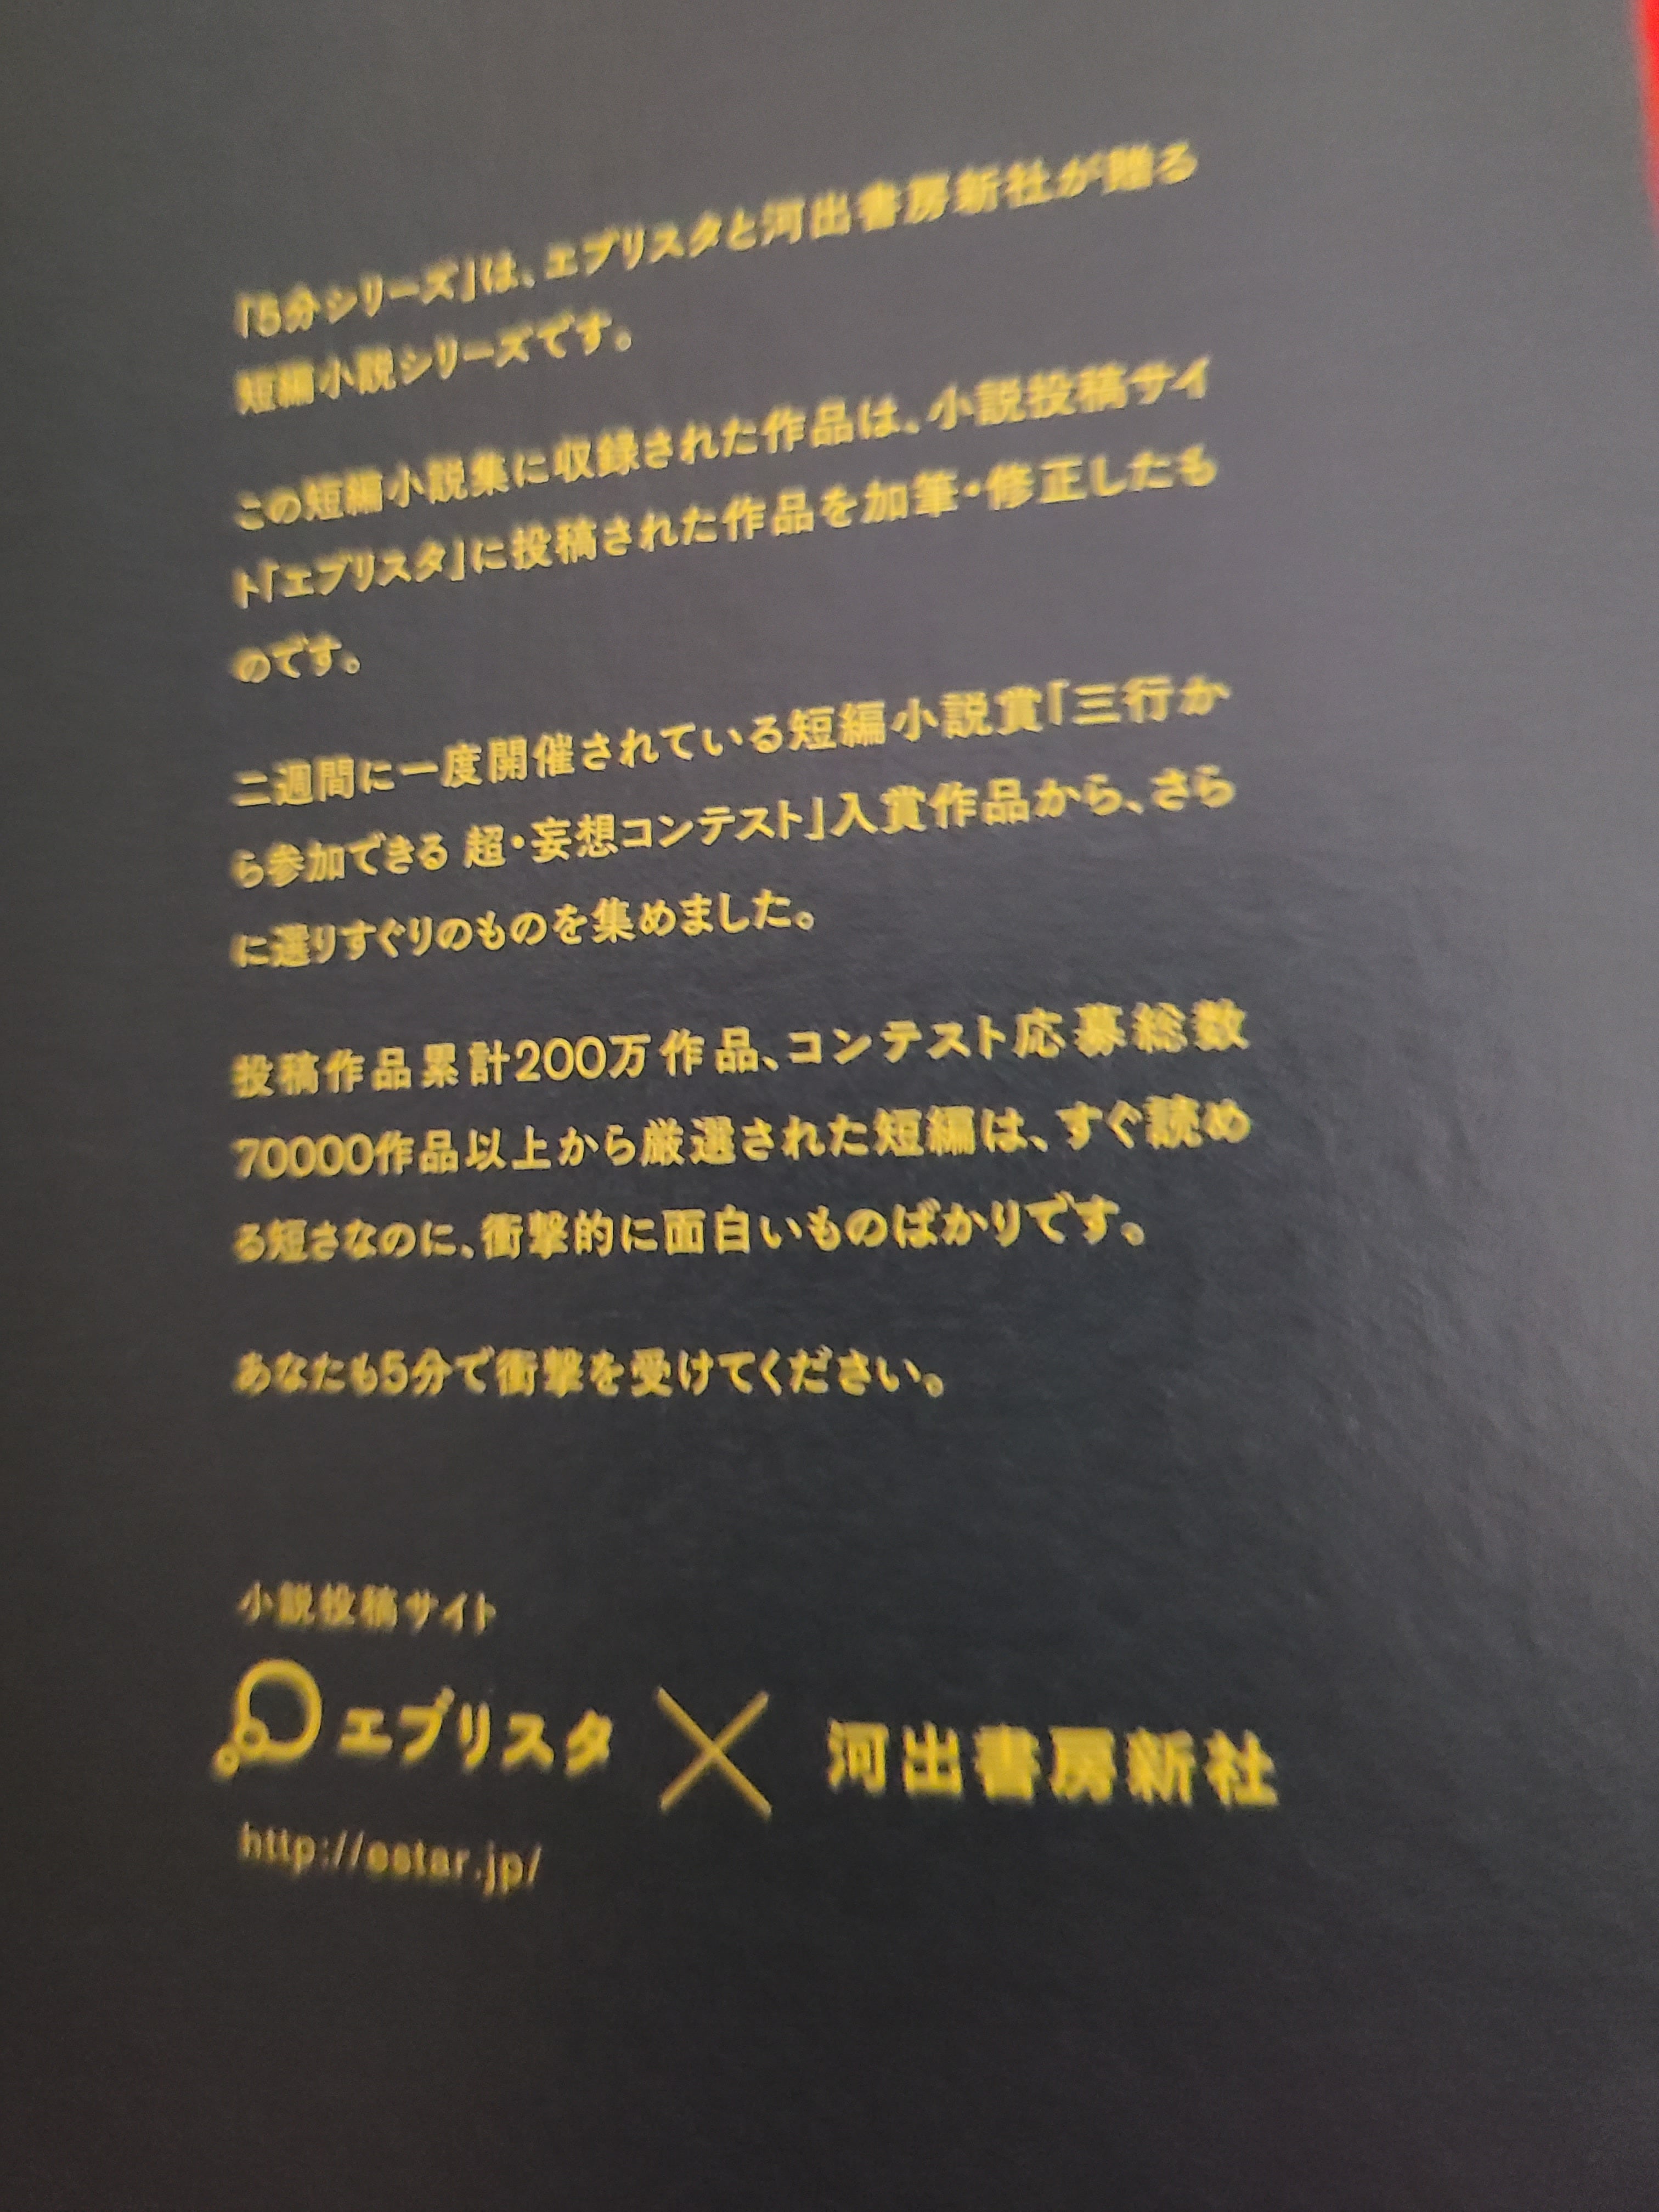 「5分シリーズ」は、エブリスタと河出書房新社が贈る
短編小説シリーズです。
この短編小説集に収録された作品は、小説投稿サイ
ト「エブリスタ」に投稿された作品を加筆・修正したも
のです。
二週間に一度開催されている短編小説賞「三行か
ら参加できる 超・妄想コンテスト」入賞作品から、さら
に選りすぐりのものを集めました。
投稿作品累計200万作品、コンテスト応募総数
70000作品以上から厳選された短編は、すぐ読め
る短さなのに、衝撃的に面白いものばかりです。
あなたも5分で衝撃を受けてください。
小説投稿サイト
エブリスタ × 河出書房新社
http://estar.jp/